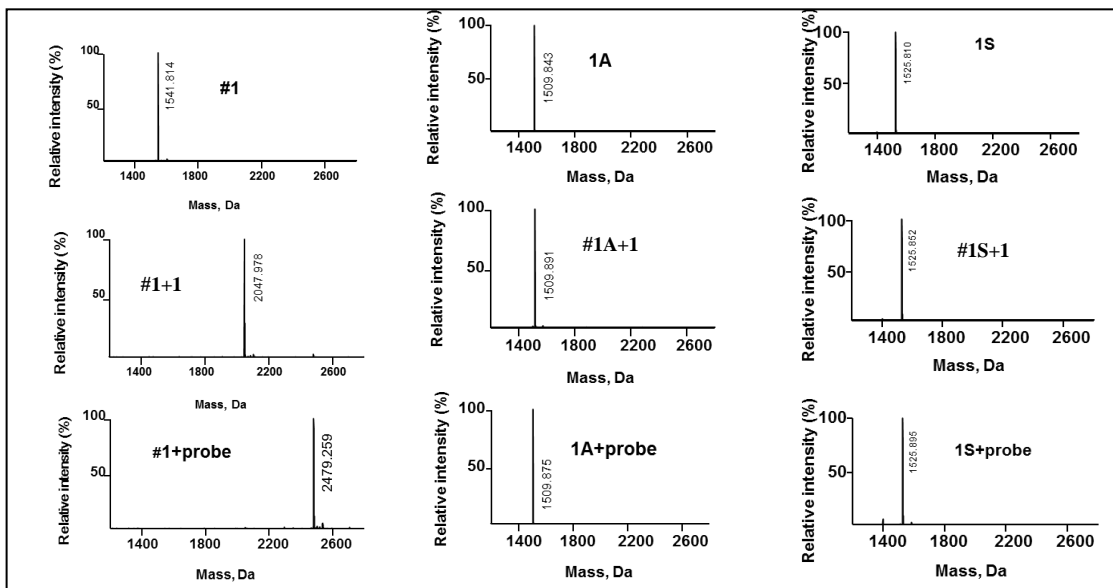 Relative intensity (%)
100
50
1541.814
#1
1400 1800 2200 2600
Mass, Da
Relative intensity (%)
100
50
1509.843
1A
1400 1800 2200 2600
Mass, Da
Relative intensity (%)
100
50
1525.810
1S
1400 1800 2200 2600
Mass, Da
Relative intensity (%)
100
50
#1+1
2047.978
1400 1800 2200 2600
Mass, Da
Relative intensity (%)
100
50
1509.891
#1A+1
1400 1800 2200 2600
Mass, Da
Relative intensity (%)
100
50
1525.852
#1S+1
1400 1800 2200 2600
Mass, Da
Relative intensity (%)
100
50
#1+probe
2479.259
1400 1800 2200 2600
Mass, Da
Relative intensity (%)
100
50
1509.875
1A+probe
1400 1800 2200 2600
Mass, Da
Relative intensity (%)
100
50
1525.895
1S+probe
1400 1800 2200 2600
Mass, Da